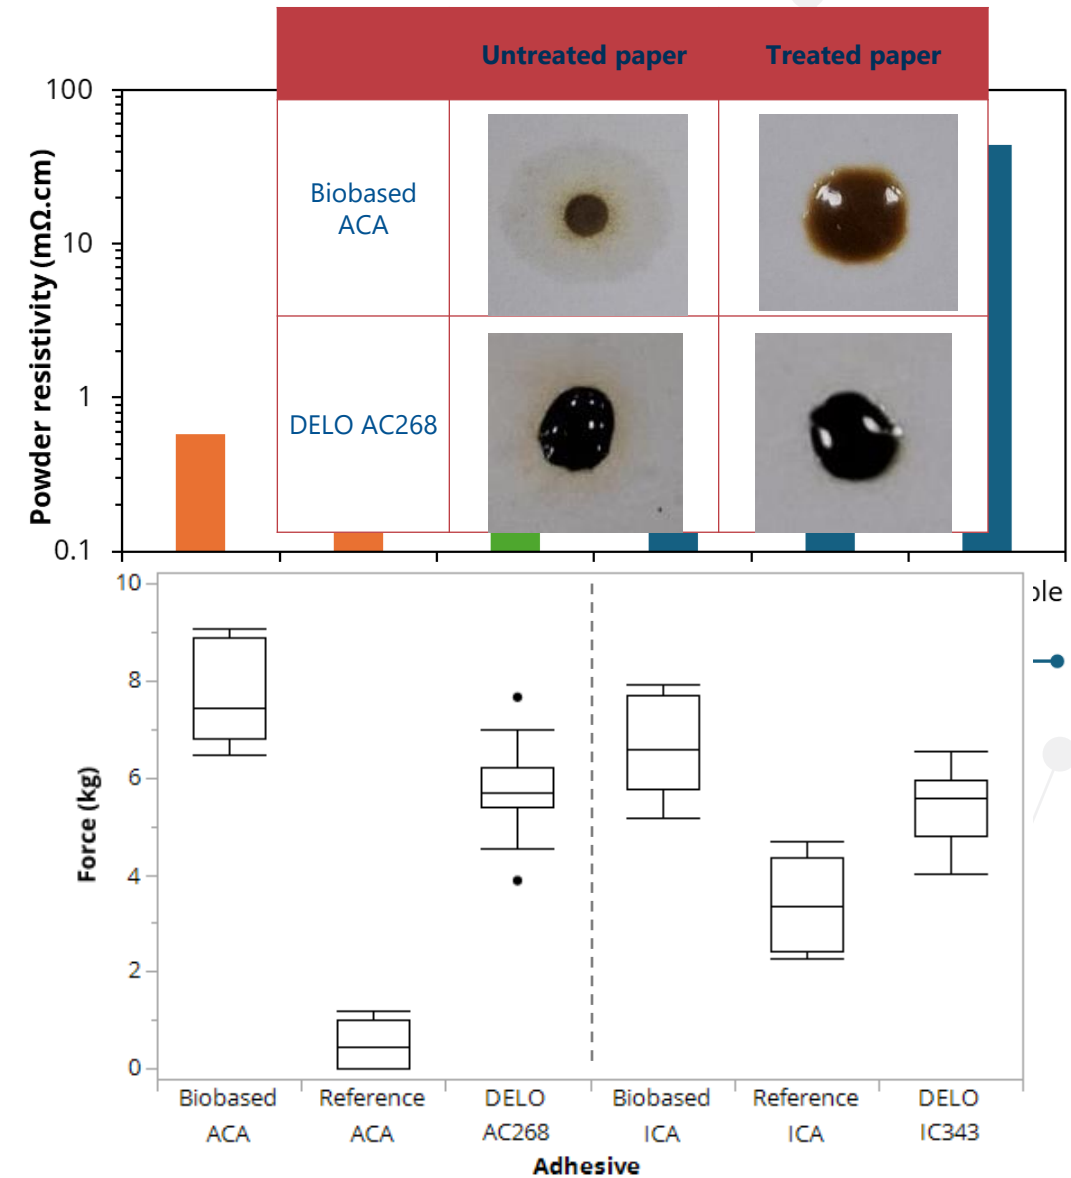 Untreated paper
Treated paper
100
10
1
0.1
Powder resistivity (mΩ.cm)
Biobased
ACA
DELO AC268
10
8
6
4
2
0
Force (kg)
Biobased
ACA
Reference
ACA
DELO
AC268
Biobased
ICA
Reference
ICA
DELO
IC343
Adhesive